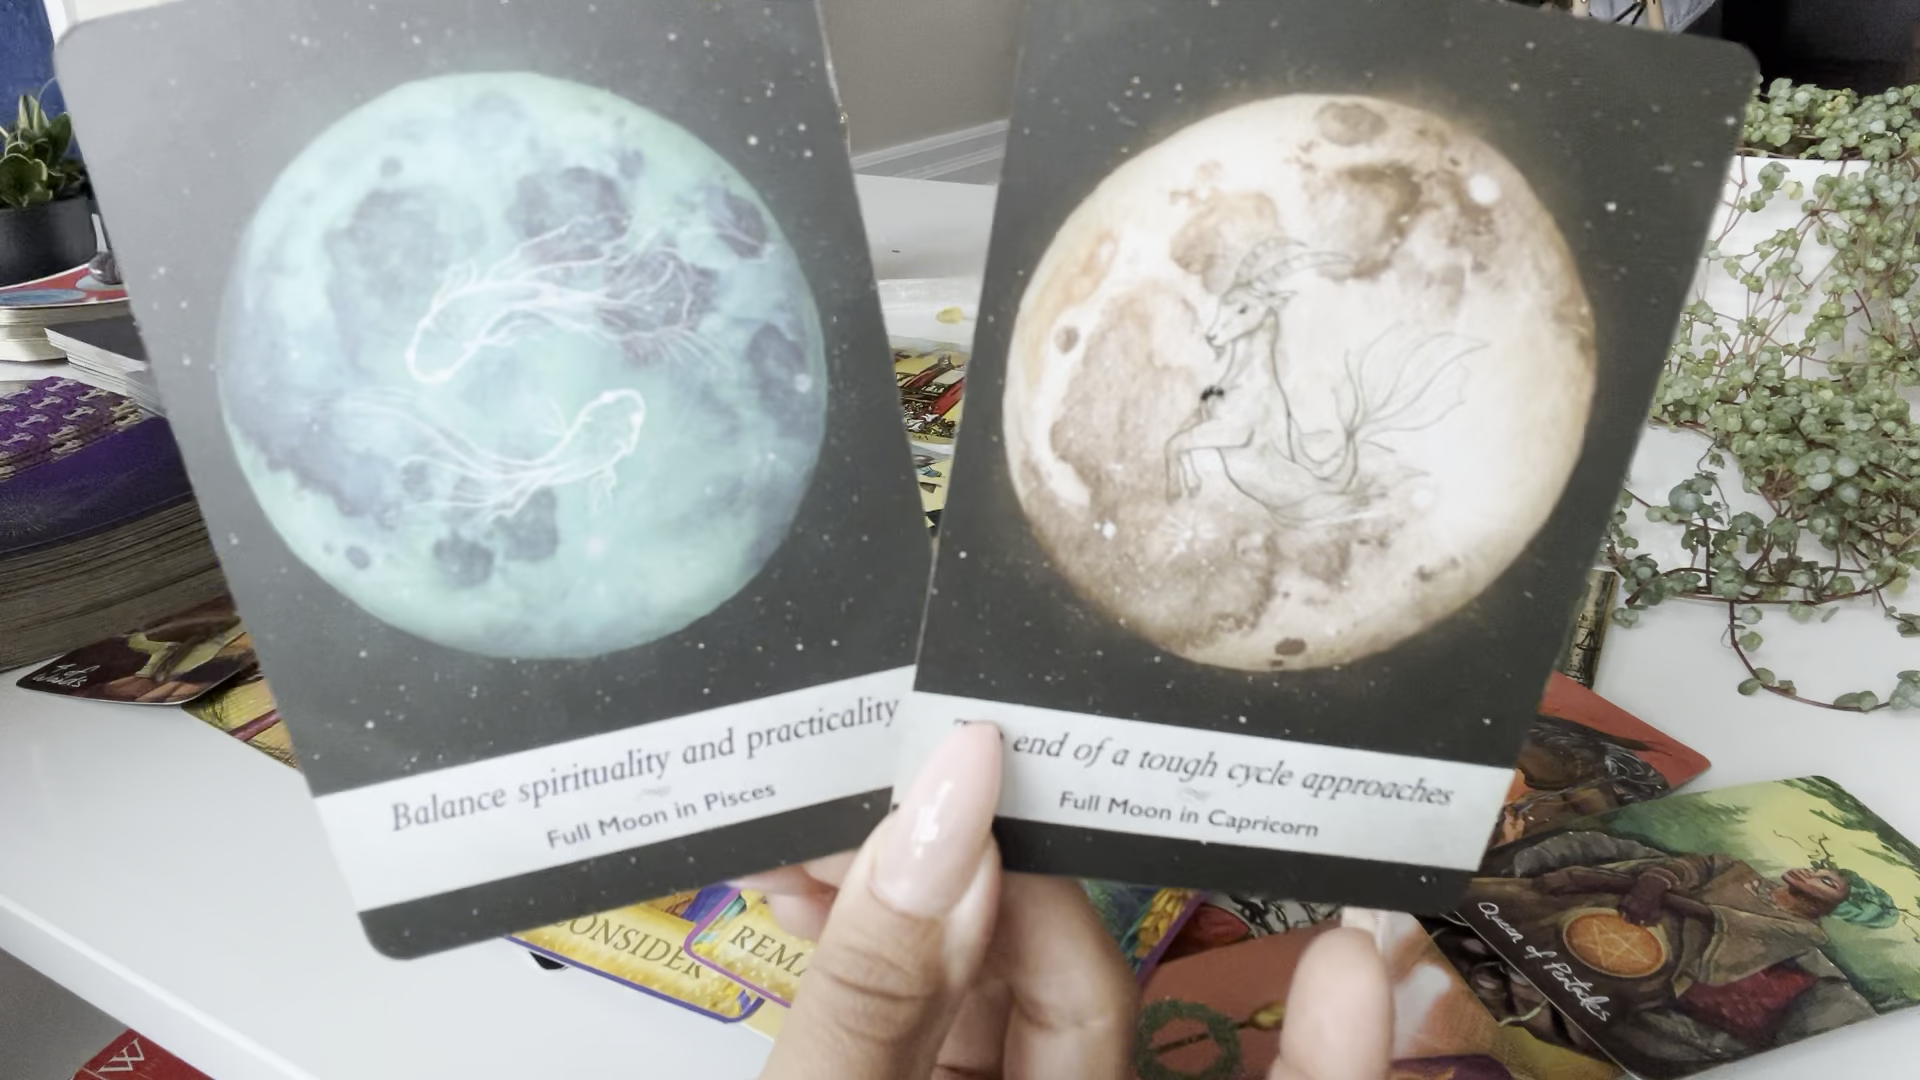 Balance spirituality and practicality
Full Moon in Pisces
end of a tough cycle approaches
Full Moon in Capricorn
CONSIDER
Queen of Pentacles